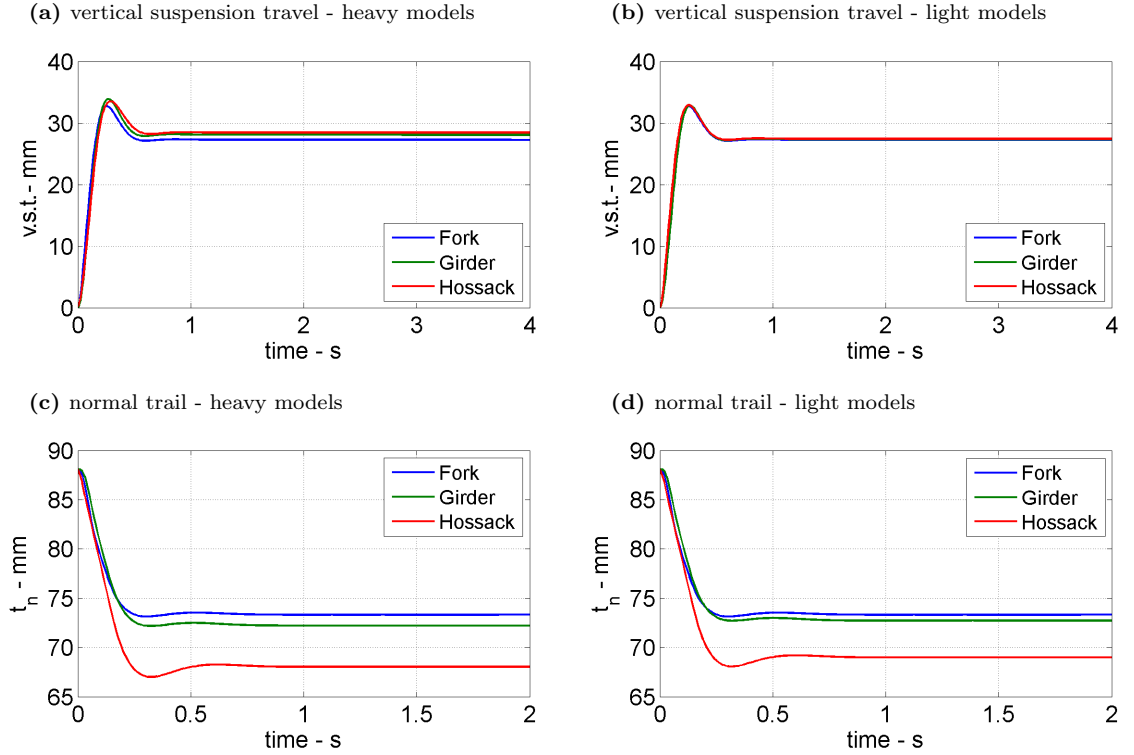 (a) vertical suspension travel - heavy models
40
30
20
10
0
v.s.t.- mm
0 1 2 3 4
time - s
Fork
Girder
Hossack
(b) vertical suspension travel - light models
40
30
20
10
0
v.s.t.- mm
0 1 2 3 4
time - s
Fork
Girder
Hossack
(c) normal trail - heavy models
90
85
80
75
70
65
t_n - mm
0 0.5 1 1.5 2
time - s
Fork
Girder
Hossack
(d) normal trail - light models
90
85
80
75
70
65
t_n - mm
0 0.5 1 1.5 2
time - s
Fork
Girder
Hossack